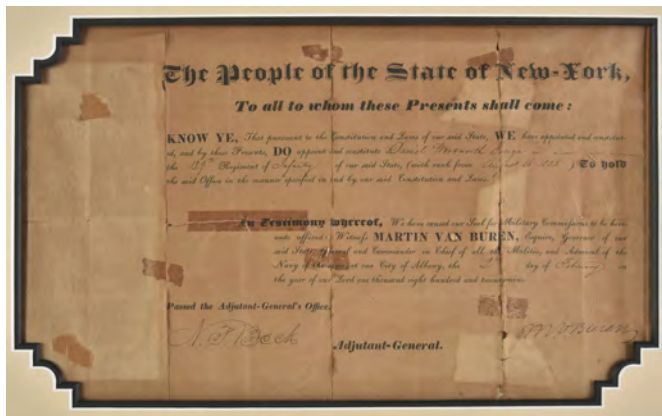 The People of the State of New-York,
To all to whom these Presents shall come:
KNOW YE, That pursuant to the Constitution and Laws of our said State, WE have appointed and constitut-
ed, and by these Presents, DO appoint and constitute Daniel
the Regiment of Infantry of our said State, (with rank from August 1828 ) To hold
the said Office in the manner specified in and by our said Constitution and Laws.
In Testimony whereof, We have caused our Seal for Military Commissions to be here-
unto affixed: Witness MARTIN VAN BUREN, Esquire, Governor of our
said State, General and Commander in Chief of all the Militia, and Admiral of the
Navy of the same, at our City of Albany, the 2 day of February in
the year of our Lord one thousand eight hundred and twenty-nine.
Passed the Adjutant-General's Office.
N. F. Beck
Adjutant-General.
M. V. Buren